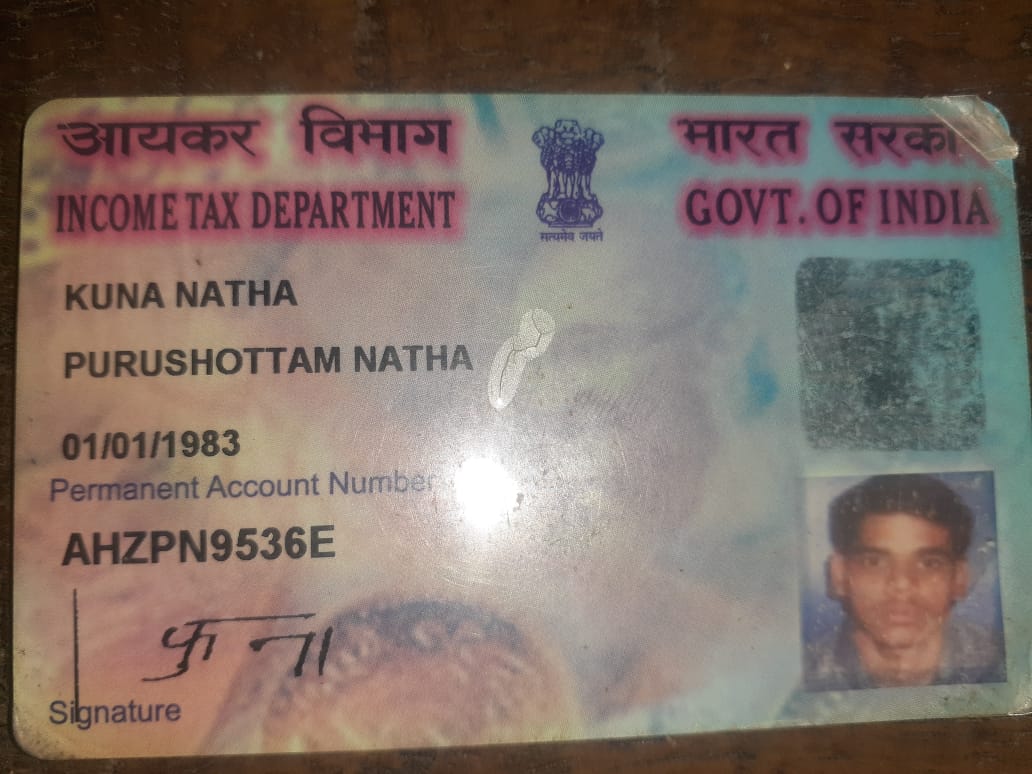 आयकर विभाग
INCOME TAX DEPARTMENT
सत्यमेव जयते
भारत सरकार
GOVT. OF INDIA
KUNA NATHA
PURUSHOTTAM NATHA
01/01/1983
Permanent Account Number
AHZPN9536E
कुना
Signature